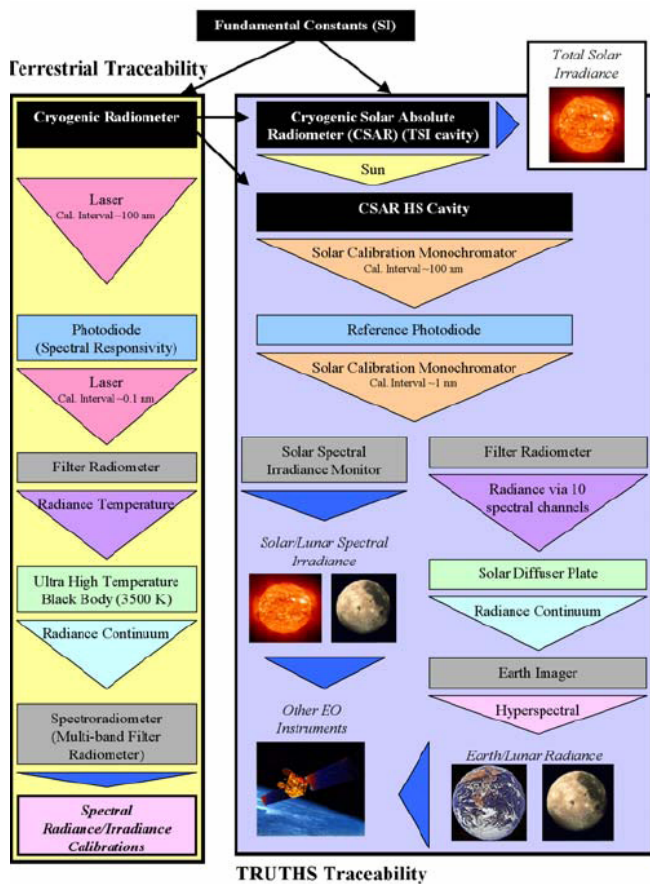 Fundamental Constants (SI)
Terrestrial Traceability
Cryogenic Radiometer
Laser
Cal. Interval ~100 nm
Photodiode
(Spectral Responsivity)
Laser
Cal. Interval ~0.1 nm
Filter Radiometer
Radiance Temperature
Ultra High Temperature
Black Body (3500 K)
Radiance Continuum
Spectroradiometer
(Multi-band Filter
Radiometer)
Spectral
Radiance/Irradiance
Calibrations
Cryogenic Solar Absolute
Radiometer (CSAR) (TSI cavity)
Total Solar
Irradiance
Sun
CSAR HS Cavity
Solar Calibration Monochromator
Cal. Interval ~100 nm
Reference Photodiode
Solar Calibration Monochromator
Cal. Interval ~1 nm
Solar Spectral
Irradiance Monitor
Solar/Lunar Spectral
Irradiance
Other EO
Instruments
Filter Radiometer
Radiance via 10
spectral channels
Solar Diffuser Plate
Radiance Continuum
Earth Imager
Hyperspectral
Earth/Lunar Radiance
TRUTHS Traceability